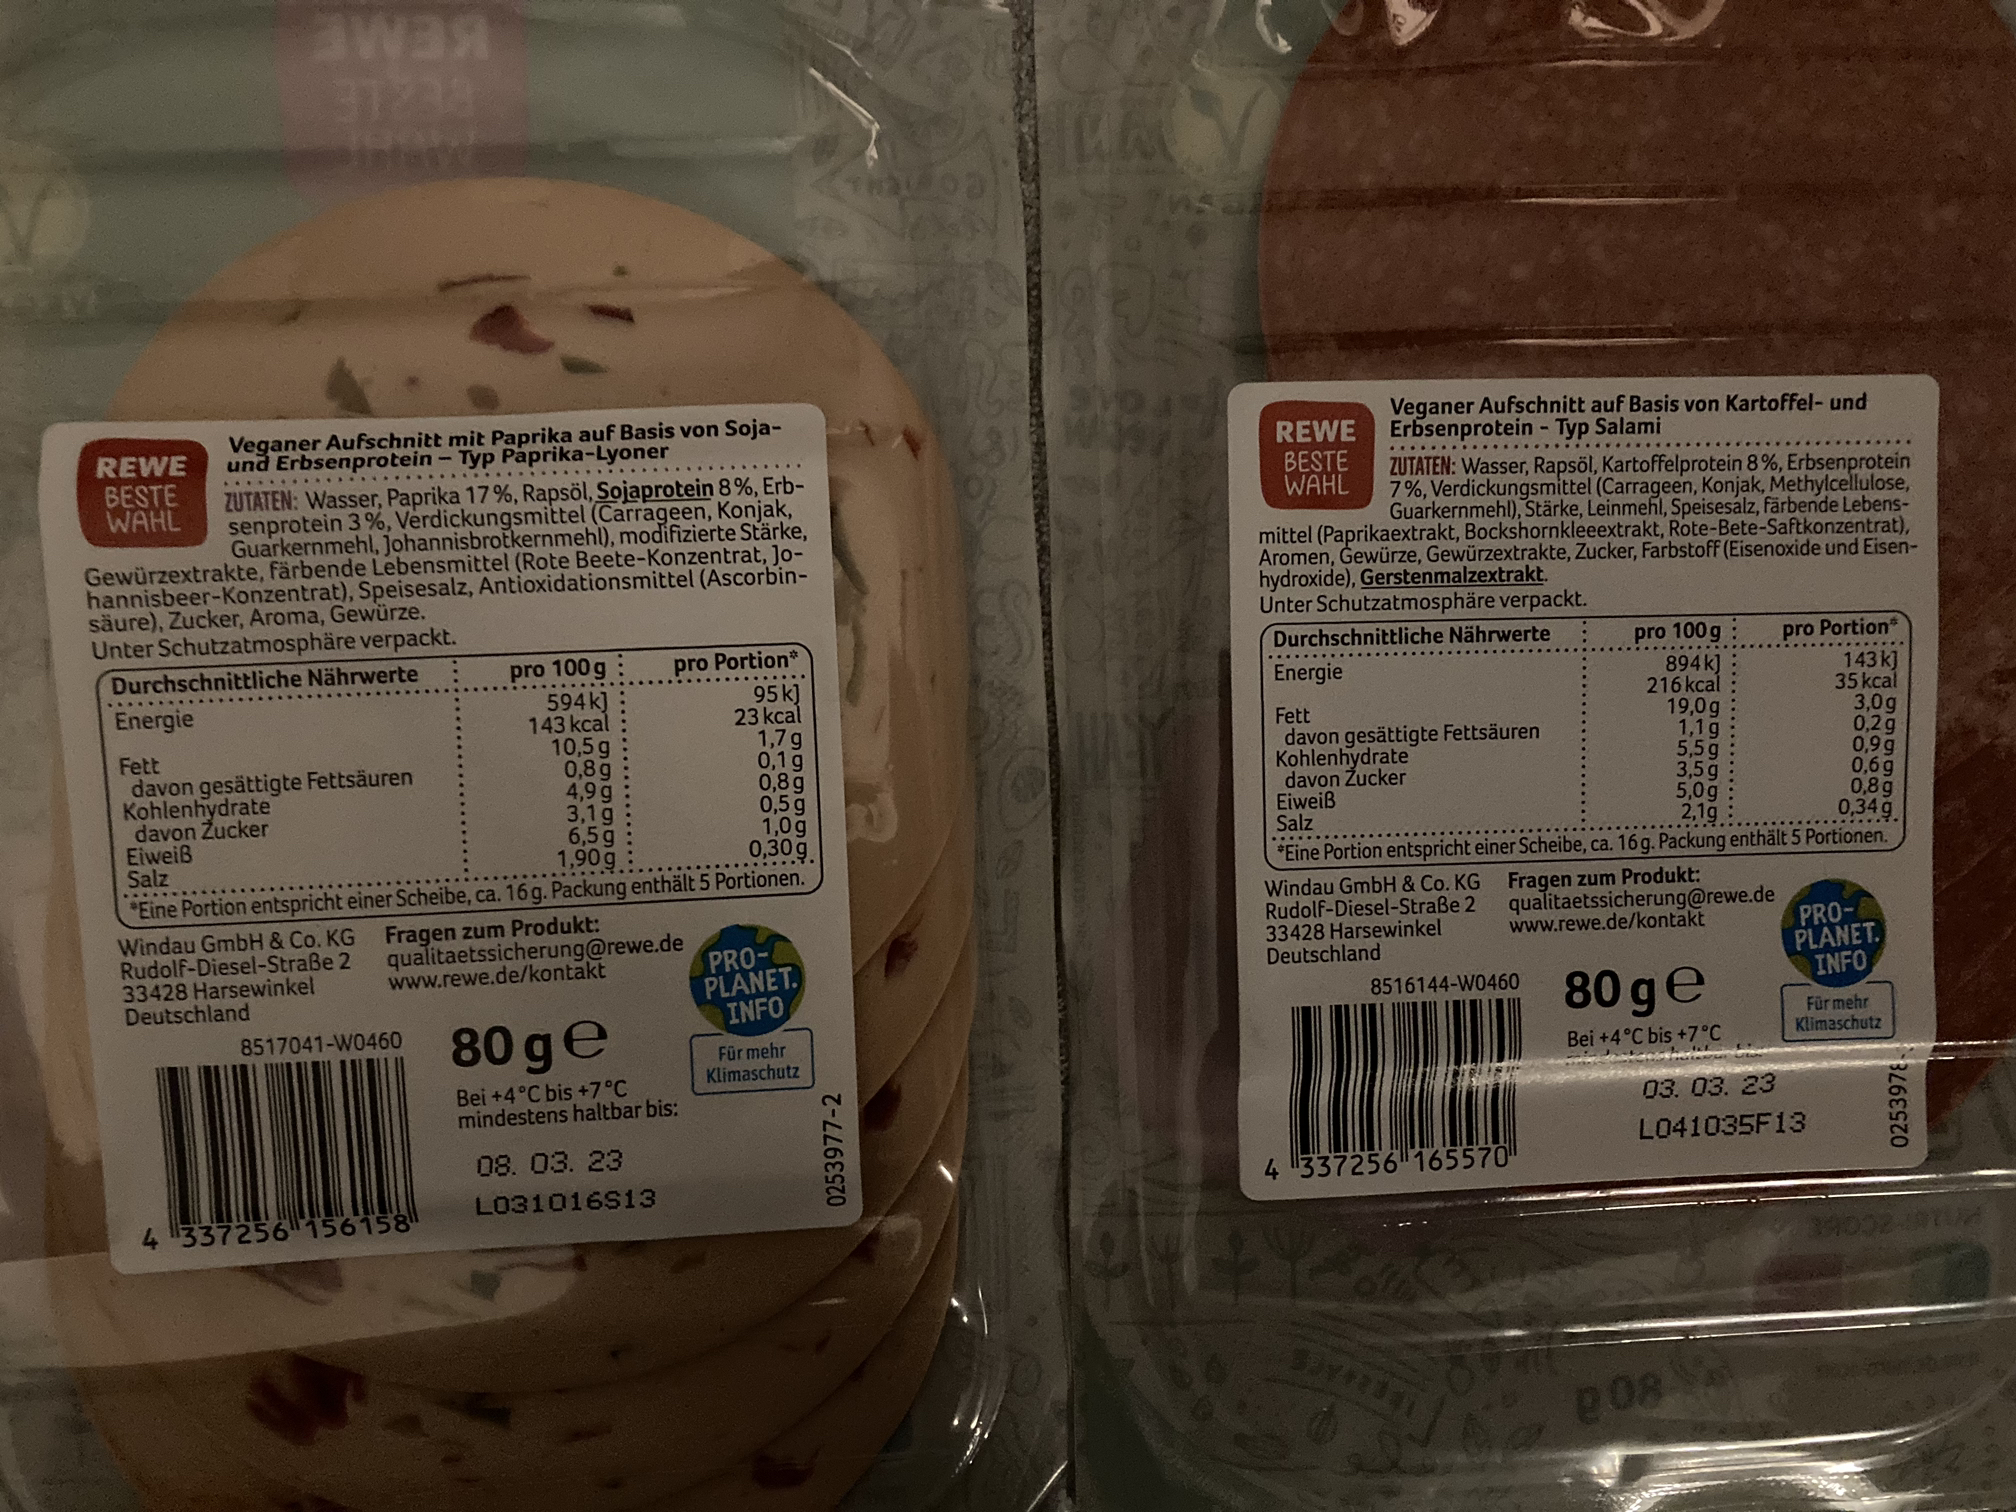 REWE
BESTE
WAHL
Veganer Aufschnitt mit Paprika auf Basis von Soja-
und Erbsenprotein – Typ Paprika-Lyoner
ZUTATEN: Wasser, Paprika 17%, Rapsöl, Sojaprotein 8%, Erb-
senprotein 3%, Verdickungsmittel (Carrageen, Konjak,
Guarkernmehl, Johannisbrotkernmehl), modifizierte Stärke,
Gewürzextrakte, färbende Lebensmittel (Rote Beete-Konzentrat, Jo-
hannisbeer-Konzentrat), Speisesalz, Antioxidationsmittel (Ascorbin-
säure), Zucker, Aroma, Gewürze.
Unter Schutzatmosphäre verpackt.
Durchschnittliche Nährwerte pro 100 g pro Portion*
Energie 594 kJ 95 kJ
143 kcal 23 kcal
Fett 10,5 g 1,7 g
davon gesättigte Fettsäuren 0,8 g 0,1 g
Kohlenhydrate 4,9 g 0,8 g
davon Zucker 3,1 g 0,5 g
Eiweiß 6,5 g 1,0 g
Salz 1,90 g 0,30 g
*Eine Portion entspricht einer Scheibe, ca. 16 g. Packung enthält 5 Portionen.
Windau GmbH & Co. KG
Rudolf-Diesel-Straße 2
33428 Harsewinkel
Deutschland
Fragen zum Produkt:
qualitaetssicherung@rewe.de
www.rewe.de/kontakt
PRO-
PLANET.
INFO
Für mehr
Klimaschutz
8517041-W0460
80 g e
Bei +4°C bis +7°C
mindestens haltbar bis:
08. 03. 23
L031016S13
4 337256 156158
0253977-2
REWE
BESTE
WAHL
Veganer Aufschnitt auf Basis von Kartoffel- und
Erbsenprotein - Typ Salami
ZUTATEN: Wasser, Rapsöl, Kartoffelprotein 8%, Erbsenprotein
7%, Verdickungsmittel (Carrageen, Konjak, Methylcellulose,
Guarkernmehl), Stärke, Leinmehl, Speisesalz, färbende Lebens-
mittel (Paprikaextrakt, Bockshornkleeextrakt, Rote-Bete-Saftkonzentrat),
Aromen, Gewürze, Gewürzextrakte, Zucker, Farbstoff (Eisenoxide und Eisen-
hydroxide), Gerstenmalzextrakt.
Unter Schutzatmosphäre verpackt.
Durchschnittliche Nährwerte pro 100 g pro Portion*
Energie 894 kJ 143 kJ
216 kcal 35 kcal
Fett 19,0 g 3,0 g
davon gesättigte Fettsäuren 1,1 g 0,2 g
Kohlenhydrate 5,5 g 0,9 g
davon Zucker 3,5 g 0,6 g
Eiweiß 5,0 g 0,8 g
Salz 2,1 g 0,34 g
*Eine Portion entspricht einer Scheibe, ca. 16 g. Packung enthält 5 Portionen.
Windau GmbH & Co. KG
Rudolf-Diesel-Straße 2
33428 Harsewinkel
Deutschland
Fragen zum Produkt:
qualitaetssicherung@rewe.de
www.rewe.de/kontakt
PRO-
PLANET.
INFO
Für mehr
Klimaschutz
8516144-W0460
80 g e
Bei +4°C bis +7°C
mindestens haltbar bis:
03. 03. 23
L041035F13
4 337256 165570
0253978-
REWE
BESTE
80 g
NUTRI-SCORE